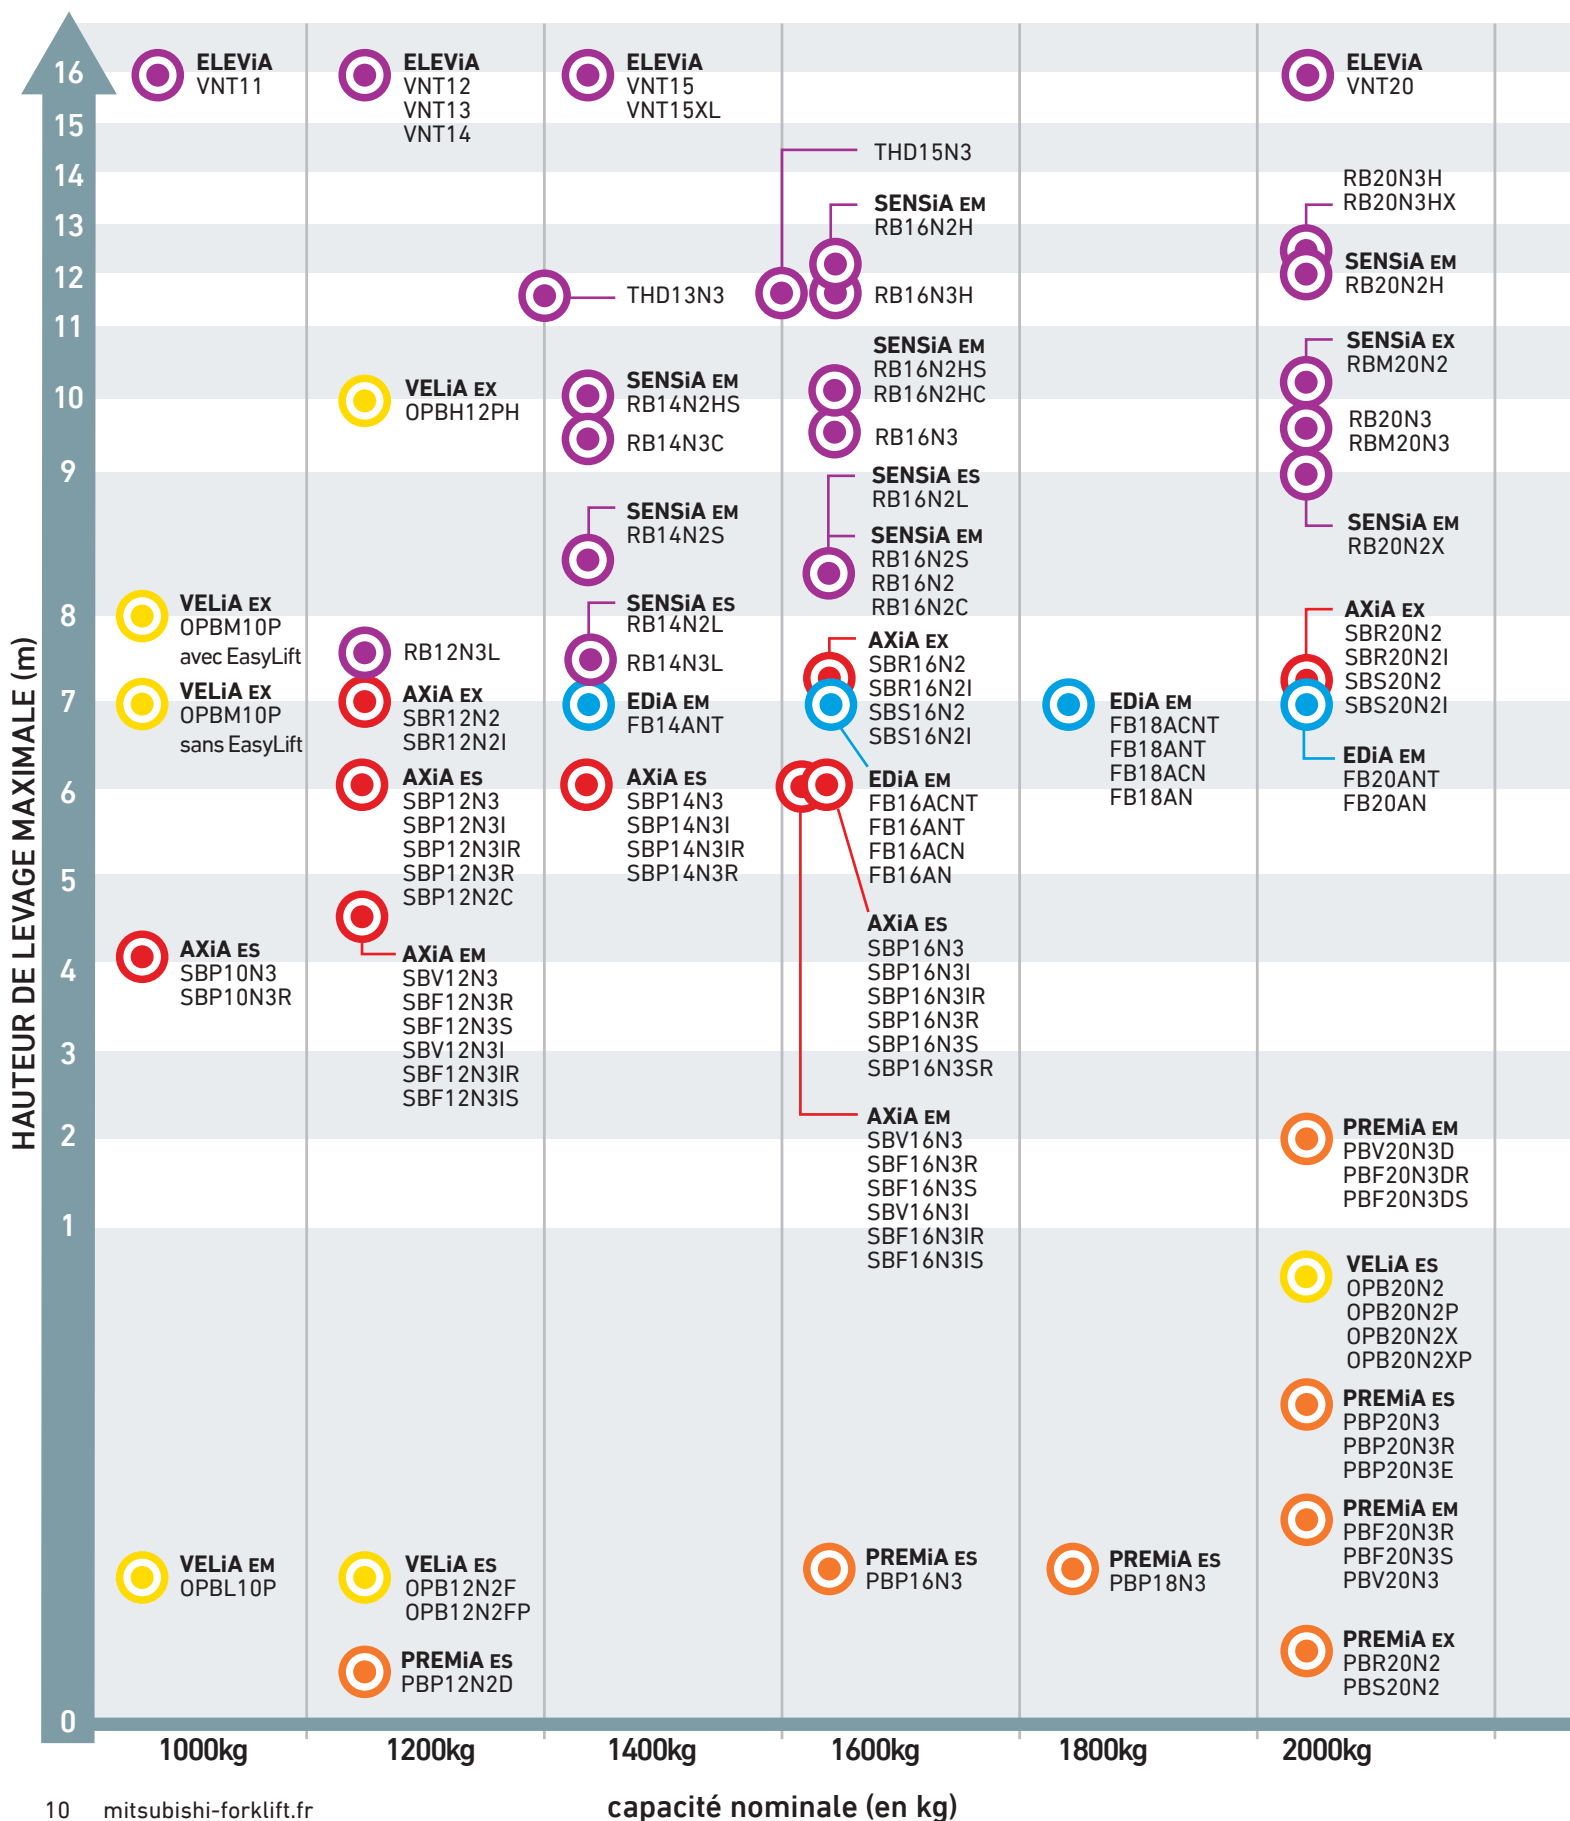 HAUTEUR DE LEVAGE MAXIMALE (m)
16
15
14
13
12
11
10
9
8
7
6
5
4
3
2
1
0
ELEViA
VNT11
VELiA EX
OPBM10P
avec EasyLift
VELiA EX
OPBM10P
sans EasyLift
AXiA ES
SBP10N3
SBP10N3R
VELiA EM
OPBL10P
ELEViA
VNT12
VNT13
VNT14
VELiA EX
OPBH12PH
RB12N3L
AXiA EX
SBR12N2
SBR12N2I
AXiA ES
SBP12N3
SBP12N3I
SBP12N3IR
SBP12N3R
SBP12N2C
AXiA EM
SBV12N3
SBF12N3R
SBF12N3S
SBV12N3I
SBF12N3IR
SBF12N3IS
VELiA ES
OPB12N2F
OPB12N2FP
PREMiA ES
PBP12N2D
ELEViA
VNT15
VNT15XL
THD13N3
SENSiA EM
RB14N2HS
RB14N3C
SENSiA EM
RB14N2S
SENSiA ES
RB14N2L
RB14N3L
EDiA EM
FB14ANT
AXiA ES
SBP14N3
SBP14N3I
SBP14N3IR
SBP14N3R
THD15N3
SENSiA EM
RB16N2H
RB16N3H
SENSiA EM
RB16N2HS
RB16N2HC
RB16N3
SENSiA ES
RB16N2L
SENSiA EM
RB16N2S
RB16N2
RB16N2C
AXiA EX
SBR16N2
SBR16N2I
SBS16N2
SBS16N2I
EDiA EM
FB16ACNT
FB16ANT
FB16ACN
FB16AN
AXiA ES
SBP16N3
SBP16N3I
SBP16N3IR
SBP16N3R
SBP16N3S
SBP16N3SR
AXiA EM
SBV16N3
SBF16N3R
SBF16N3S
SBV16N3I
SBF16N3IR
SBF16N3IS
PREMiA ES
PBP16N3
EDiA EM
FB18ACNT
FB18ANT
FB18ACN
FB18AN
PREMiA ES
PBP18N3
ELEViA
VNT20
RB20N3H
RB20N3HX
SENSiA EM
RB20N2H
SENSiA EX
RBM20N2
RB20N3
RBM20N3
SENSiA EM
RB20N2X
AXiA EX
SBR20N2
SBR20N2I
SBS20N2
SBS20N2I
EDiA EM
FB20ANT
FB20AN
PREMiA EM
PBV20N3D
PBF20N3DR
PBF20N3DS
VELiA ES
OPB20N2
OPB20N2P
OPB20N2X
OPB20N2XP
PREMiA ES
PBP20N3
PBP20N3R
PBP20N3E
PREMiA EM
PBF20N3R
PBF20N3S
PBV20N3
PREMiA EX
PBR20N2
PBS20N2
1000kg
1200kg
1400kg
1600kg
1800kg
2000kg
capacité nominale (en kg)
10 mitsubishi-forklift.fr